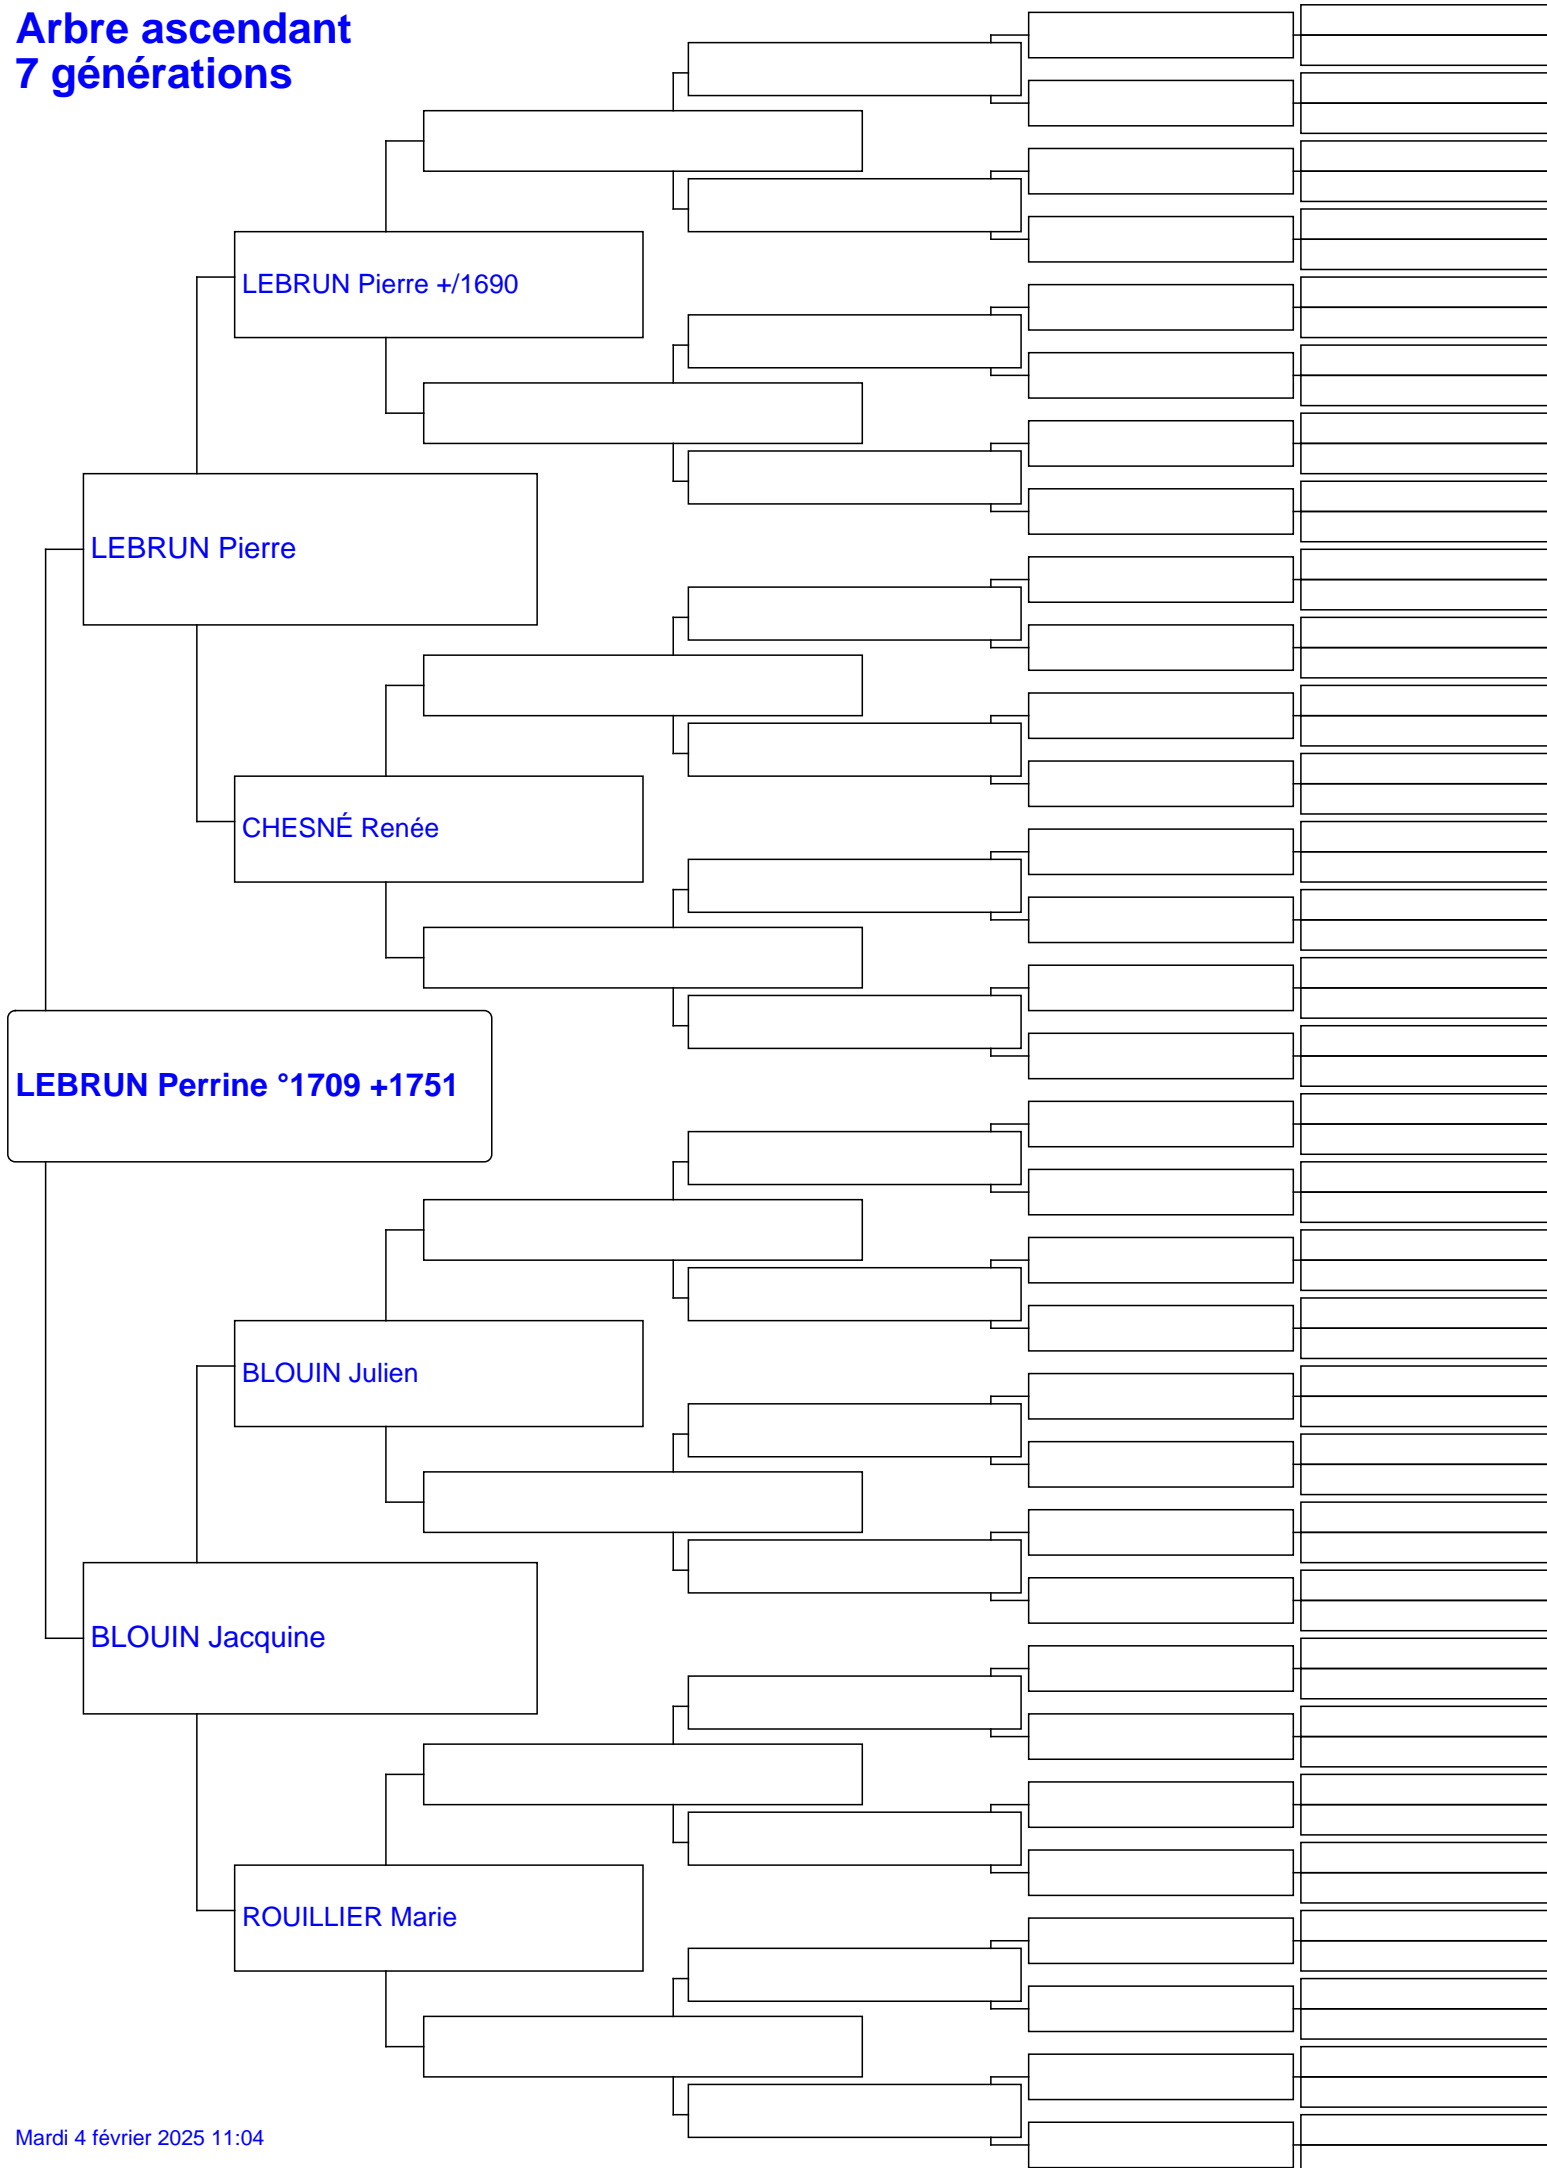 Arbre ascendant
7 générations
LEBRUN Pierre +/1690
LEBRUN Pierre
CHESNÉ Renée
LEBRUN Perrine °1709 +1751
BLOUIN Julien
BLOUIN Jacquine
ROUILLIER Marie
Mardi 4 février 2025 11:04